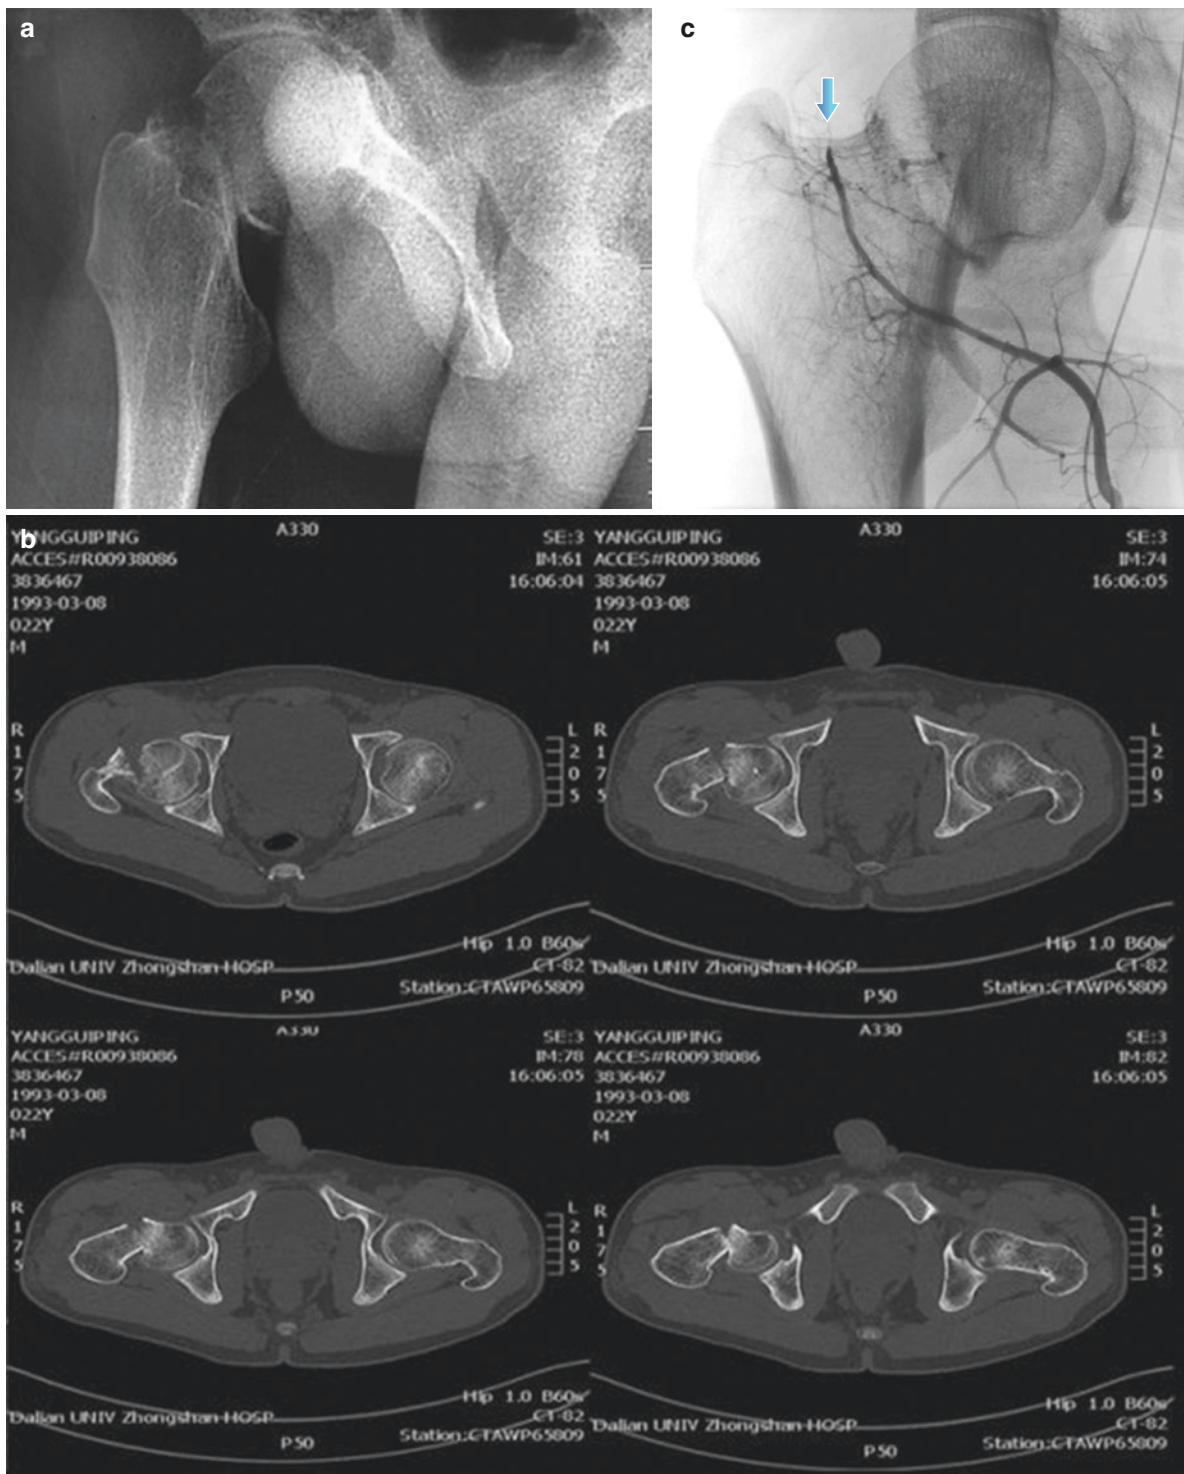 a
c
b
YANGGUIPING
ACCES#R00938086
3836467
1993-03-08
022Y
M
A330
SE:3
IM:61
16:06:04
R
1
7
5
L
2
0
5
Hip 1.0 B60s
Dalian UNIV Zhongshan HOSP
CT-82
Station:CTAWP65809
P50
YANGGUIPING
ACCES#R00938086
3836467
1993-03-08
022Y
M
A330
SE:3
IM:74
16:06:05
R
1
7
5
L
2
0
5
Hip 1.0 B60s
Dalian UNIV Zhongshan HOSP
CT-82
Station:CTAWP65809
P50
YANGGUIPING
ACCES#R00938086
3836467
1993-03-08
022Y
M
A330
SE:3
IM:78
16:06:05
R
1
7
5
L
2
0
5
Hip 1.0 B60s
Dalian UNIV Zhongshan HOSP
CT-82
Station:CTAWP65809
P50
YANGGUIPING
ACCES#R00938086
3836467
1993-03-08
022Y
M
A330
SE:3
IM:82
16:06:05
R
1
7
5
L
2
0
5
Hip 1.0 B60s
Dalian UNIV Zhongshan HOSP
CT-82
Station:CTAWP65809
P50